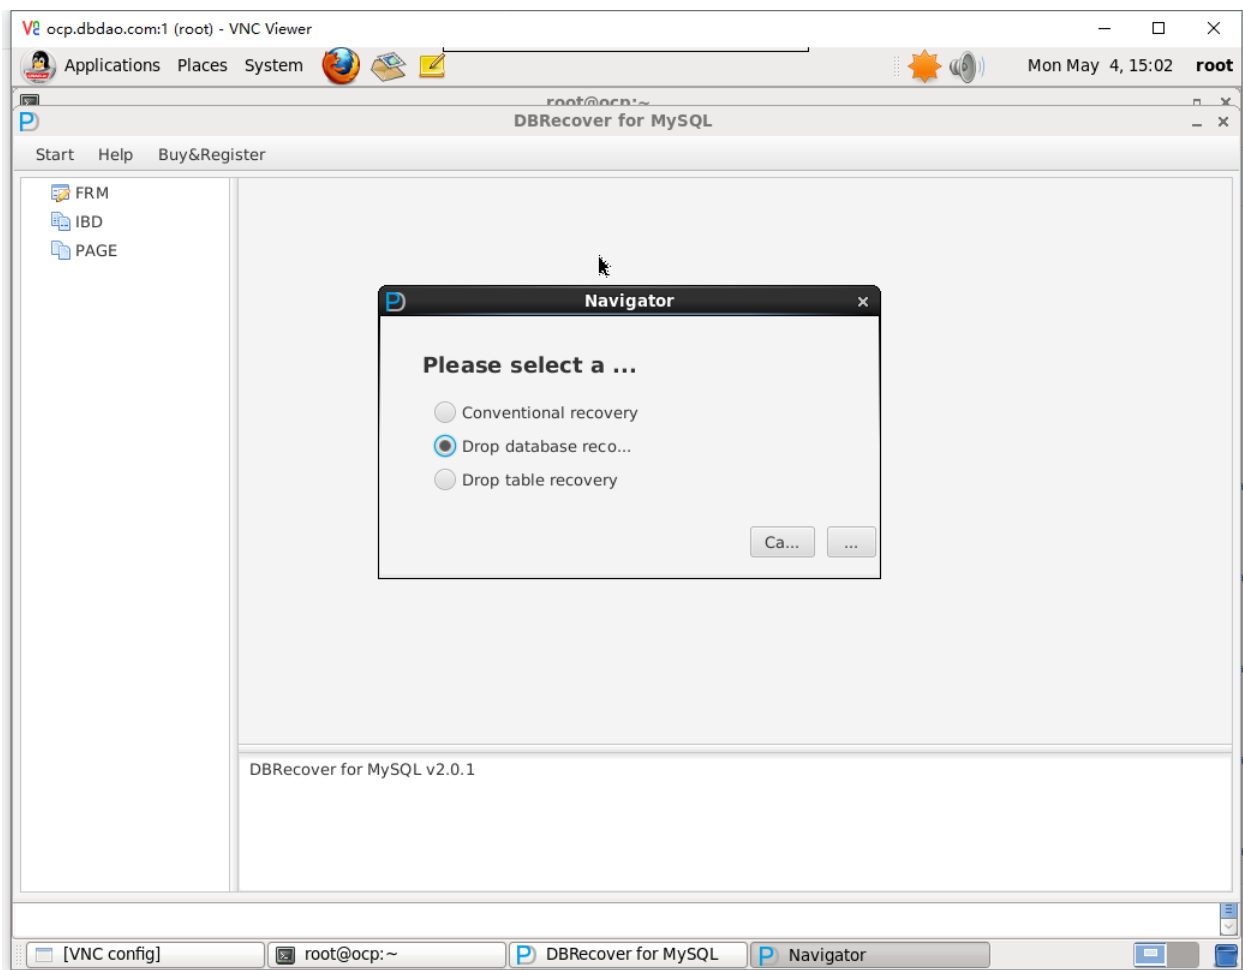 ocp.dbdao.com:1 (root) - VNC Viewer
Applications Places System Mon May 4, 15:02 root
root@ocp:~
DBRecover for MySQL
Start Help Buy&Register
FRM
IBD
PAGE
Navigator
Please select a ...
Conventional recovery
Drop database reco...
Drop table recovery
Ca... ...
DBRecover for MySQL v2.0.1
[VNC config] root@ocp:~ DBRecover for MySQL Navigator